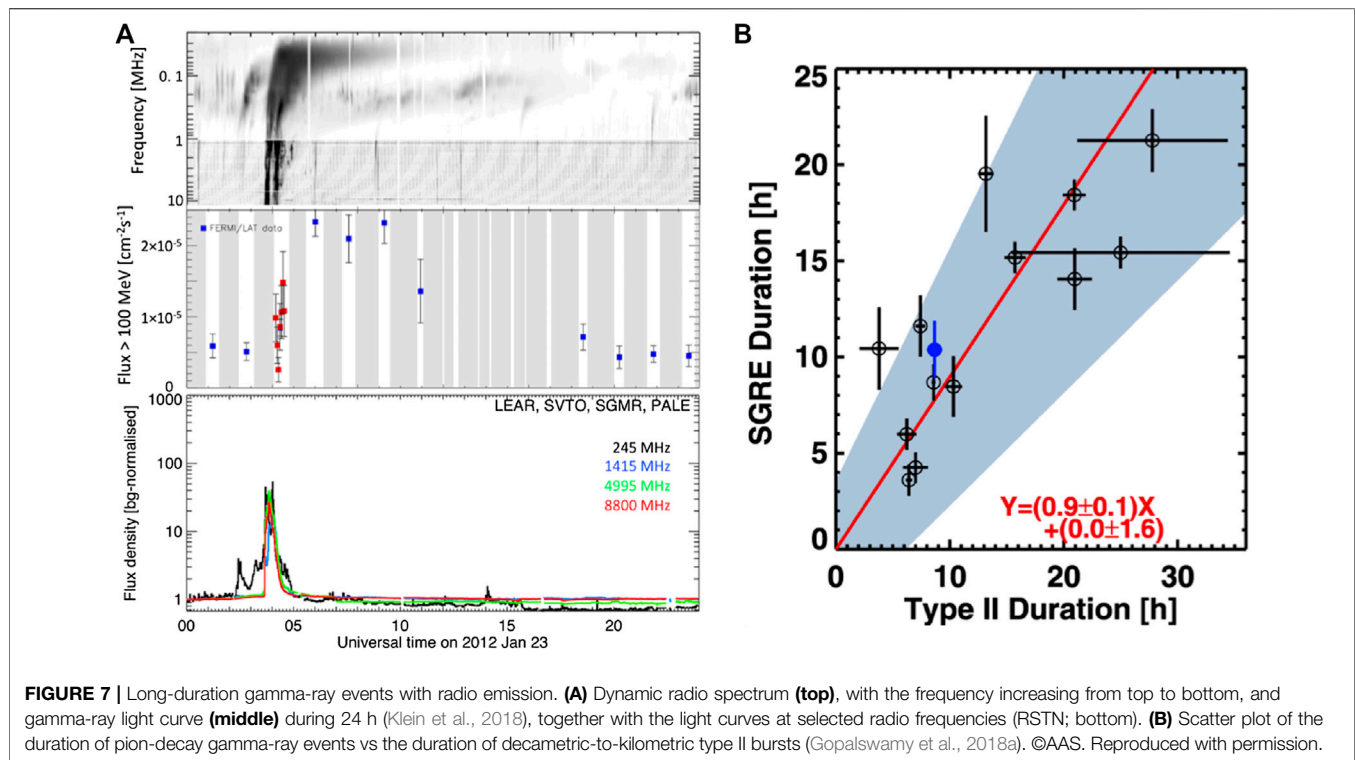 A
Frequency [MHz]
0.1
1
10
Flux > 100 MeV [cm-2s-1]
FERMI/LAT data
2×10-5
1×10-5
0
Flux density [bg-normalised]
1000
100
10
1
LEAR, SVTO, SGMR, PALE
245 MHz
1415 MHz
4995 MHz
8800 MHz
00 05 10 15 20
Universal time on 2012 Jan 23
B
SGRE Duration [h]
25
20
15
10
5
0
Y=(0.9±0.1)X
+(0.0±1.6)
0 10 20 30
Type II Duration [h]
FIGURE 7 | Long-duration gamma-ray events with radio emission. (A) Dynamic radio spectrum (top), with the frequency increasing from top to bottom, and
gamma-ray light curve (middle) during 24 h (Klein et al., 2018), together with the light curves at selected radio frequencies (RSTN; bottom). (B) Scatter plot of the
duration of pion-decay gamma-ray events vs the duration of decametric-to-kilometric type II bursts (Gopalswamy et al., 2018a). ©AAS. Reproduced with permission.